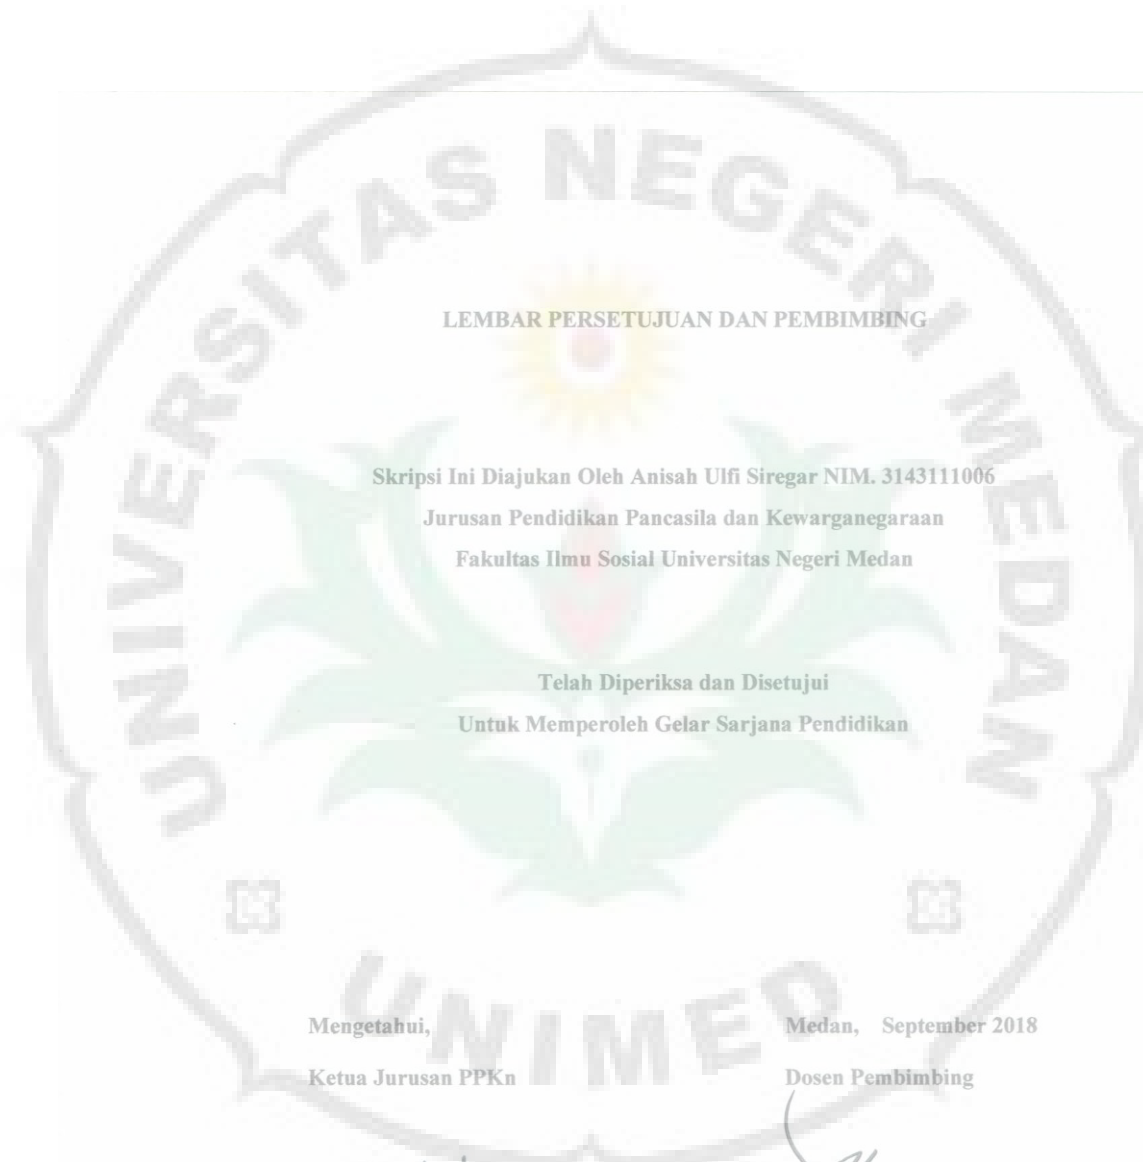 UNIVERSITAS NEGERI MEDAN
LEMBAR PERSETUJUAN DAN PEMBIMBING
Skripsi Ini Diajukan Oleh Anisah Ulfi Siregar NIM. 3143111006
Jurusan Pendidikan Pancasila dan Kewarganegaraan
Fakultas Ilmu Sosial Universitas Negeri Medan
Telah Diperiksa dan Disetujui
Untuk Memperoleh Gelar Sarjana Pendidikan
UNIMED
Mengetahui,
Medan, September 2018
Ketua Jurusan PPKn
Dosen Pembimbing